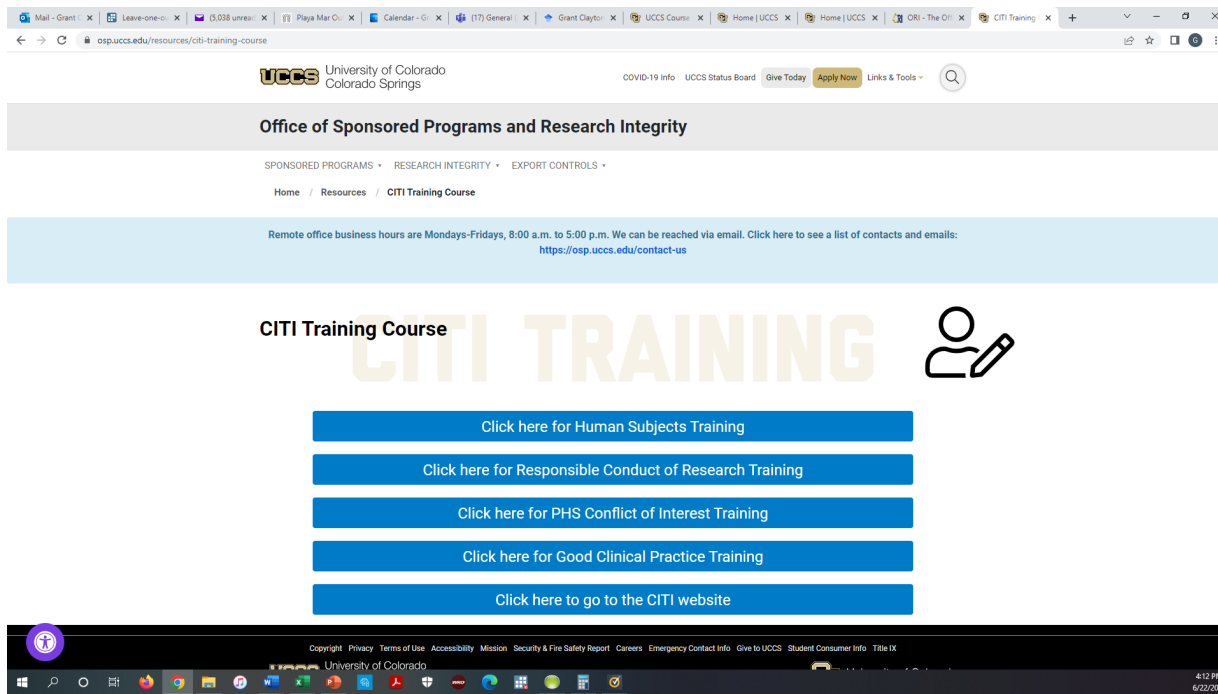 Mail - Grant C
Leave-one-ou
(5,038 unread
Playa Mar Ou
Calendar - Gr
(17) General |
Grant Clayton
UCCS Course
Home | UCCS
Home | UCCS
ORI - The Off
CITI Training
osp.uccs.edu/resources/citi-training-course
UCCS University of Colorado
Colorado Springs
COVID-19 Info UCCS Status Board Give Today Apply Now Links & Tools
Office of Sponsored Programs and Research Integrity
SPONSORED PROGRAMS RESEARCH INTEGRITY EXPORT CONTROLS
Home / Resources / CITI Training Course
Remote office business hours are Mondays-Fridays, 8:00 a.m. to 5:00 p.m. We can be reached via email. Click here to see a list of contacts and emails:
https://osp.uccs.edu/contact-us
CITI TRAINING
CITI Training Course
Click here for Human Subjects Training
Click here for Responsible Conduct of Research Training
Click here for PHS Conflict of Interest Training
Click here for Good Clinical Practice Training
Click here to go to the CITI website
Copyright Privacy Terms of Use Accessibility Mission Security & Fire Safety Report Careers Emergency Contact Info Give to UCCS Student Consumer Info Title IX
University of Colorado
4:12 PM
6/22/20